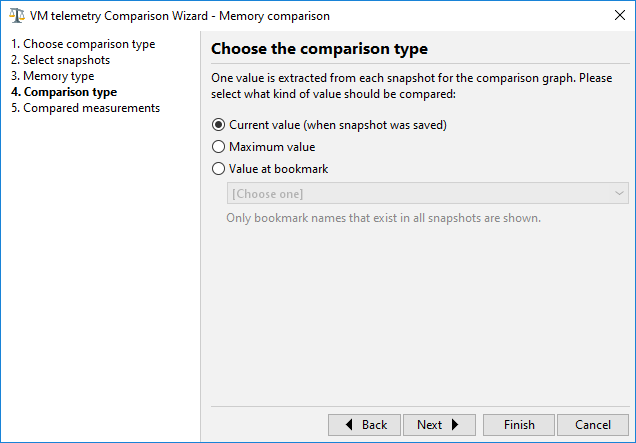 VM telemetry Comparison Wizard - Memory comparison
1. Choose comparison type
2. Select snapshots
3. Memory type
4. Comparison type
5. Compared measurements
Choose the comparison type
One value is extracted from each snapshot for the comparison graph. Please
select what kind of value should be compared:
Current value (when snapshot was saved)
Maximum value
Value at bookmark
[Choose one]
Only bookmark names that exist in all snapshots are shown.
Back
Next
Finish
Cancel